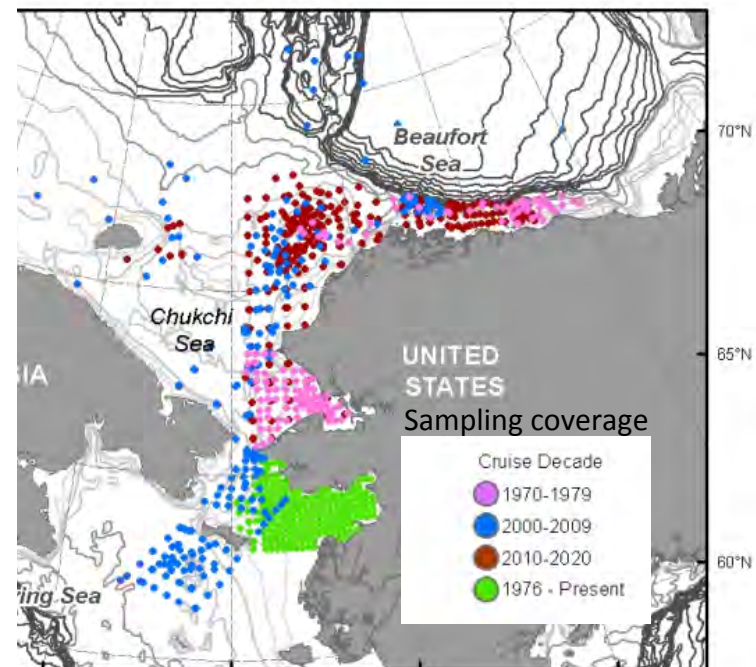 Beaufort
Sea
70°N
Chukchi
Sea
65°N
IA
UNITED
STATES
Sampling coverage
Cruise Decade
1970-1979
2000-2009
2010-2020
1976 - Present
60°N
ring Sea